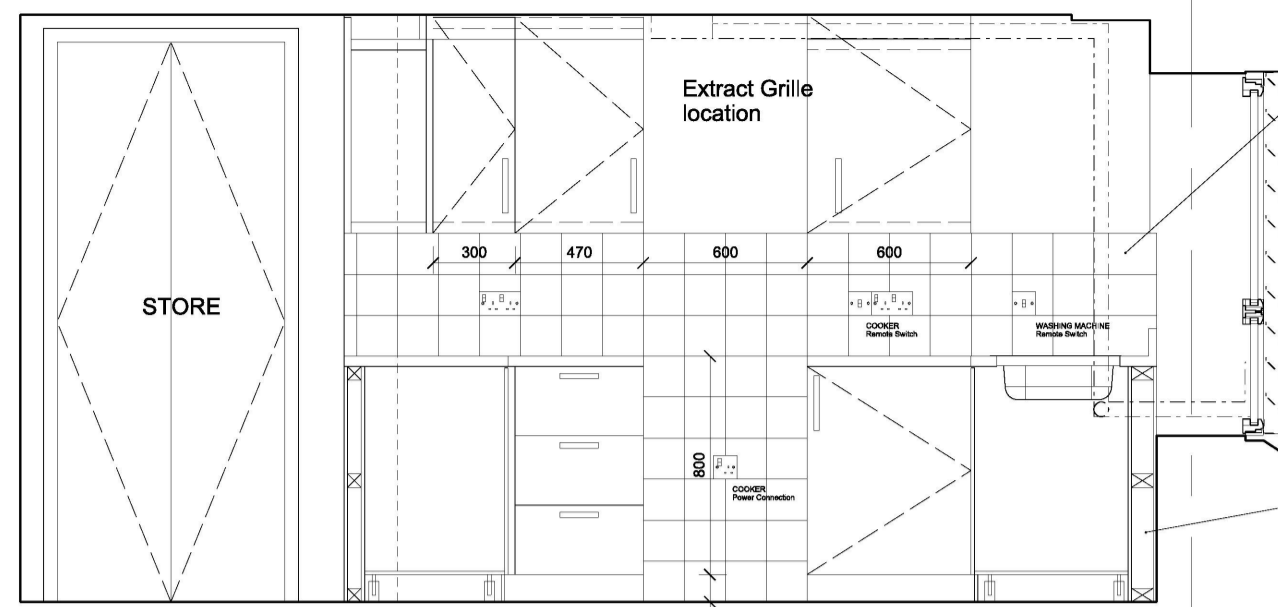 Extract Grille
location
300
470
600
600
STORE
COOKER
Remote Switch
WASHING MACHINE
Remote Switch
800
COOKER
Power Connection